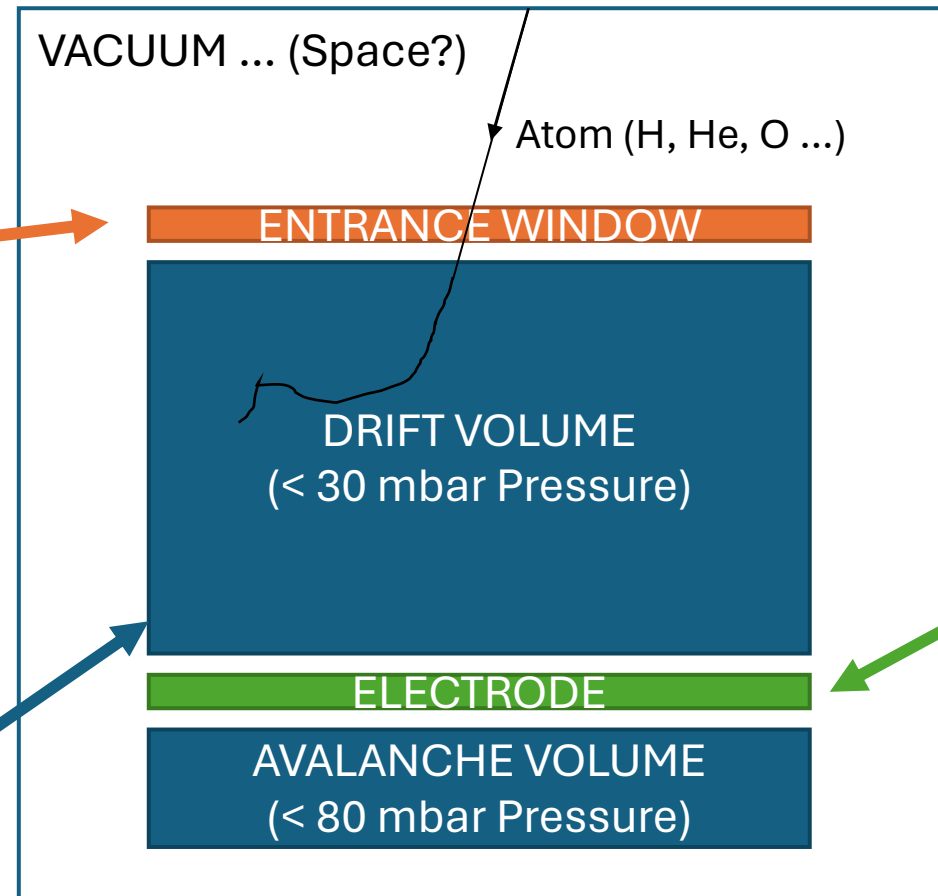 VACUUM ... (Space?)
Atom (H, He, O ...)
ENTRANCE WINDOW
DRIFT VOLUME
(< 30 mbar Pressure)
ELECTRODE
AVALANCHE VOLUME
(< 80 mbar Pressure)